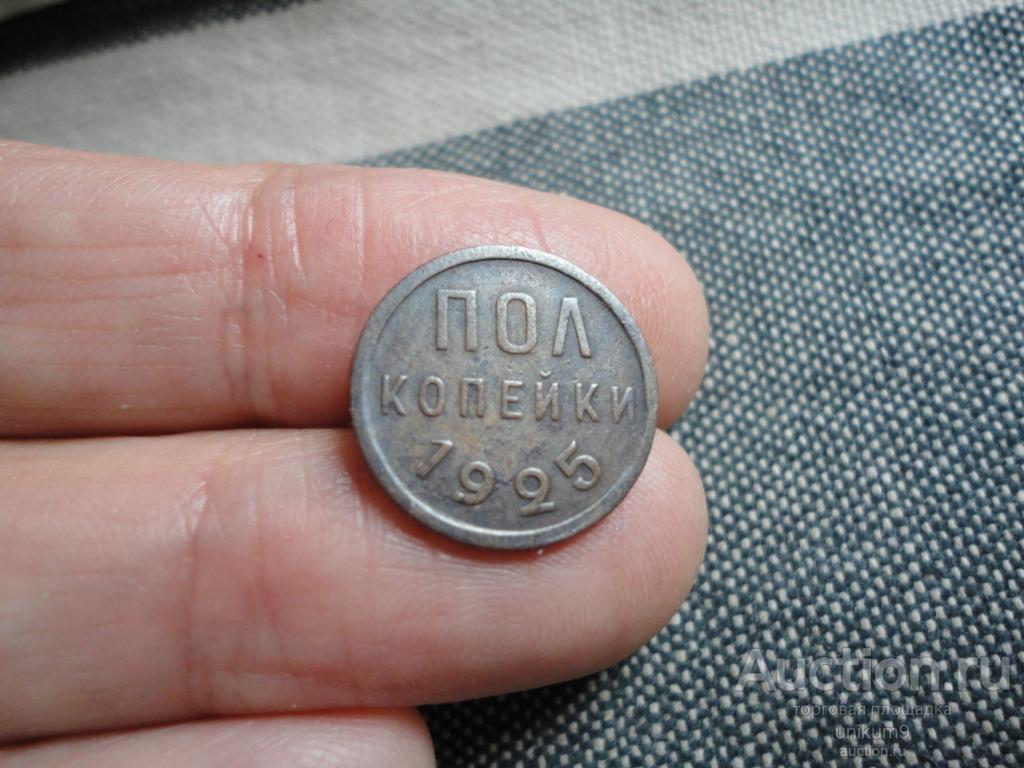 ПОЛ
КОПЕЙКИ
1925
Auction.ru
торговая площадка
unikum9
auction.ru